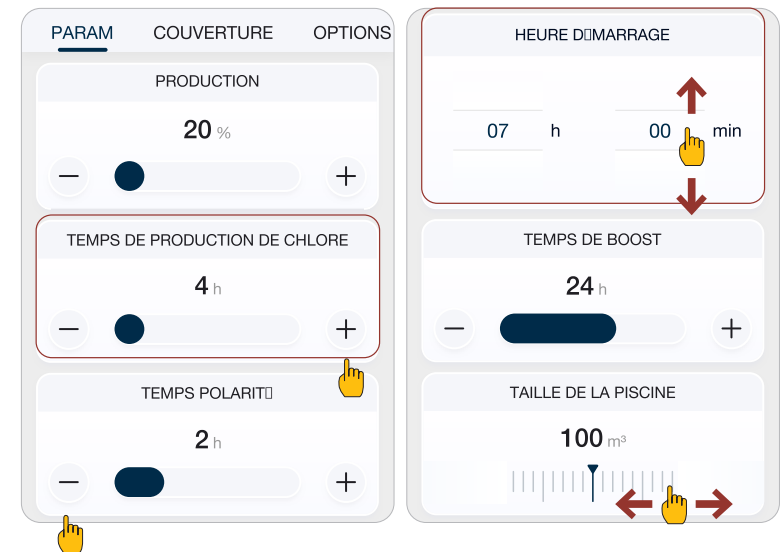 PARAM COUVERTURE OPTIONS
PRODUCTION
20 %
TEMPS DE PRODUCTION DE CHLORE
4 h
TEMPS POLARIT▯
2 h
HEURE D▯MARRAGE
07 h 00 min
TEMPS DE BOOST
24 h
TAILLE DE LA PISCINE
100 m³